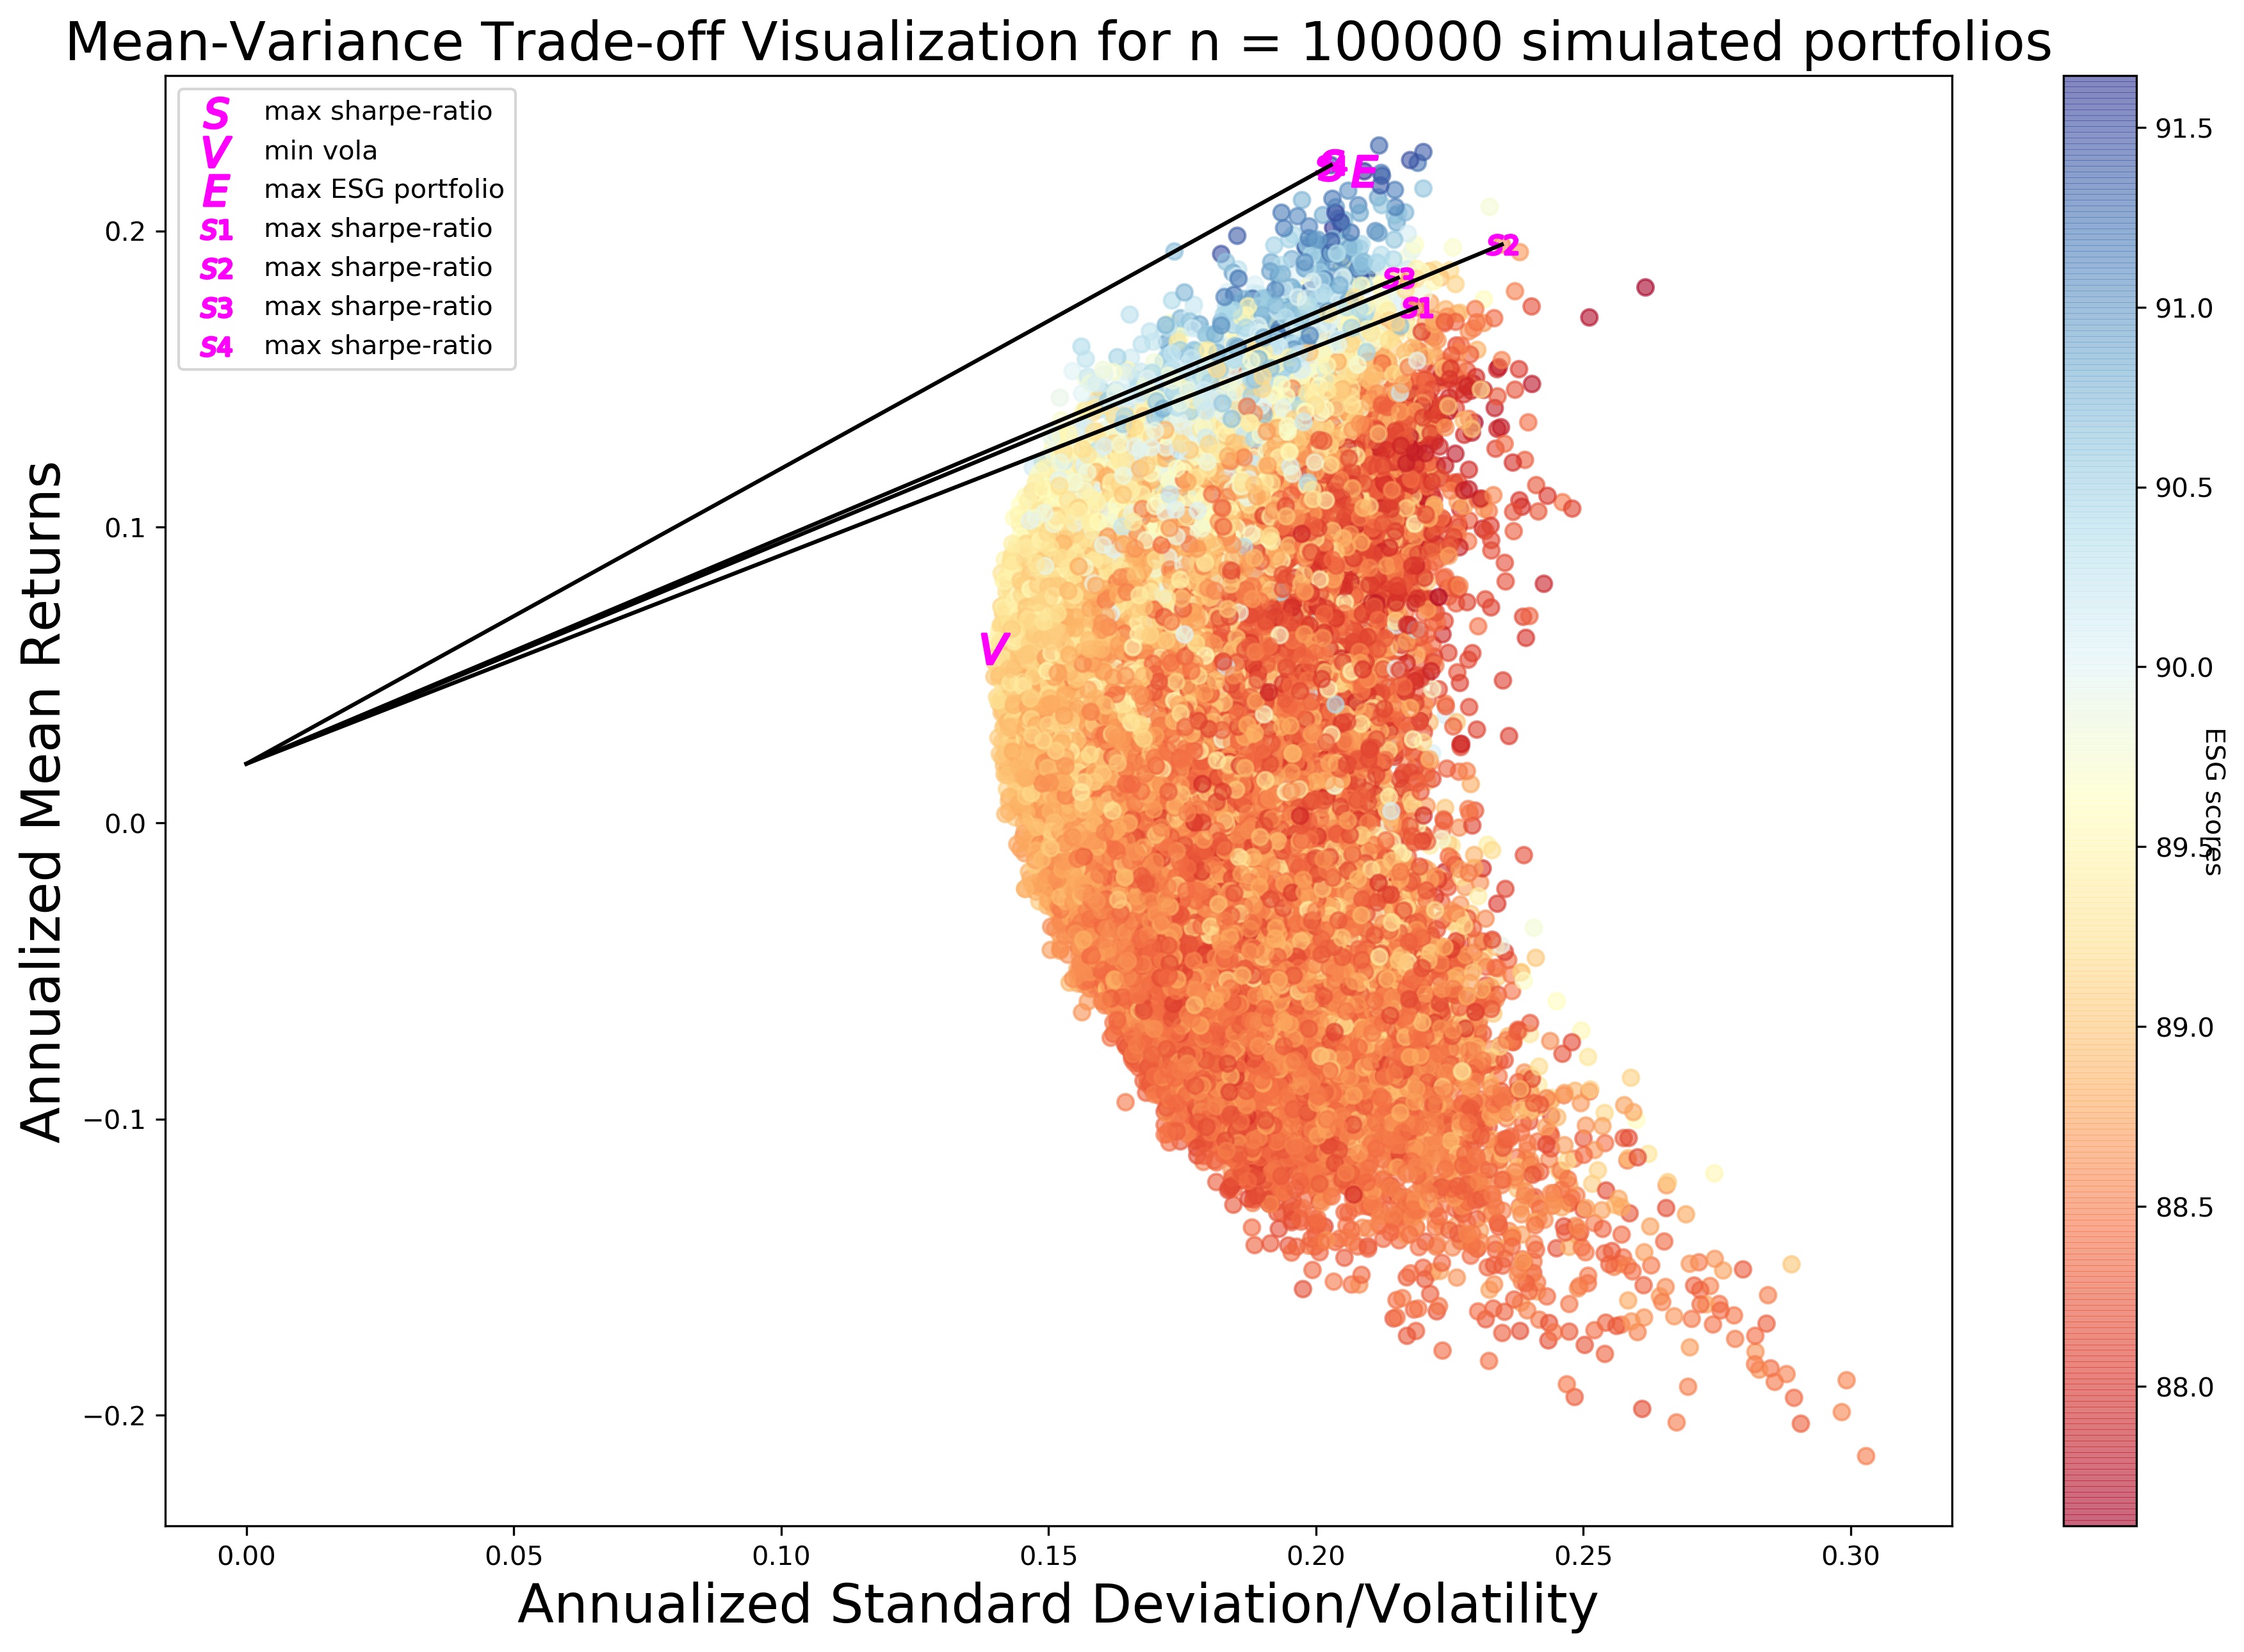 Mean-Variance Trade-off Visualization for n = 100000 simulated portfolios
S max sharpe-ratio
V min vola
E max ESG portfolio
S1 max sharpe-ratio
S2 max sharpe-ratio
S3 max sharpe-ratio
S4 max sharpe-ratio
S4
S
E
S2
S3
S1
V
Annualized Mean Returns
0.2
0.1
0.0
−0.1
−0.2
0.00 0.05 0.10 0.15 0.20 0.25 0.30
Annualized Standard Deviation/Volatility
91.5
91.0
90.5
90.0
89.5
89.0
88.5
88.0
ESG scores